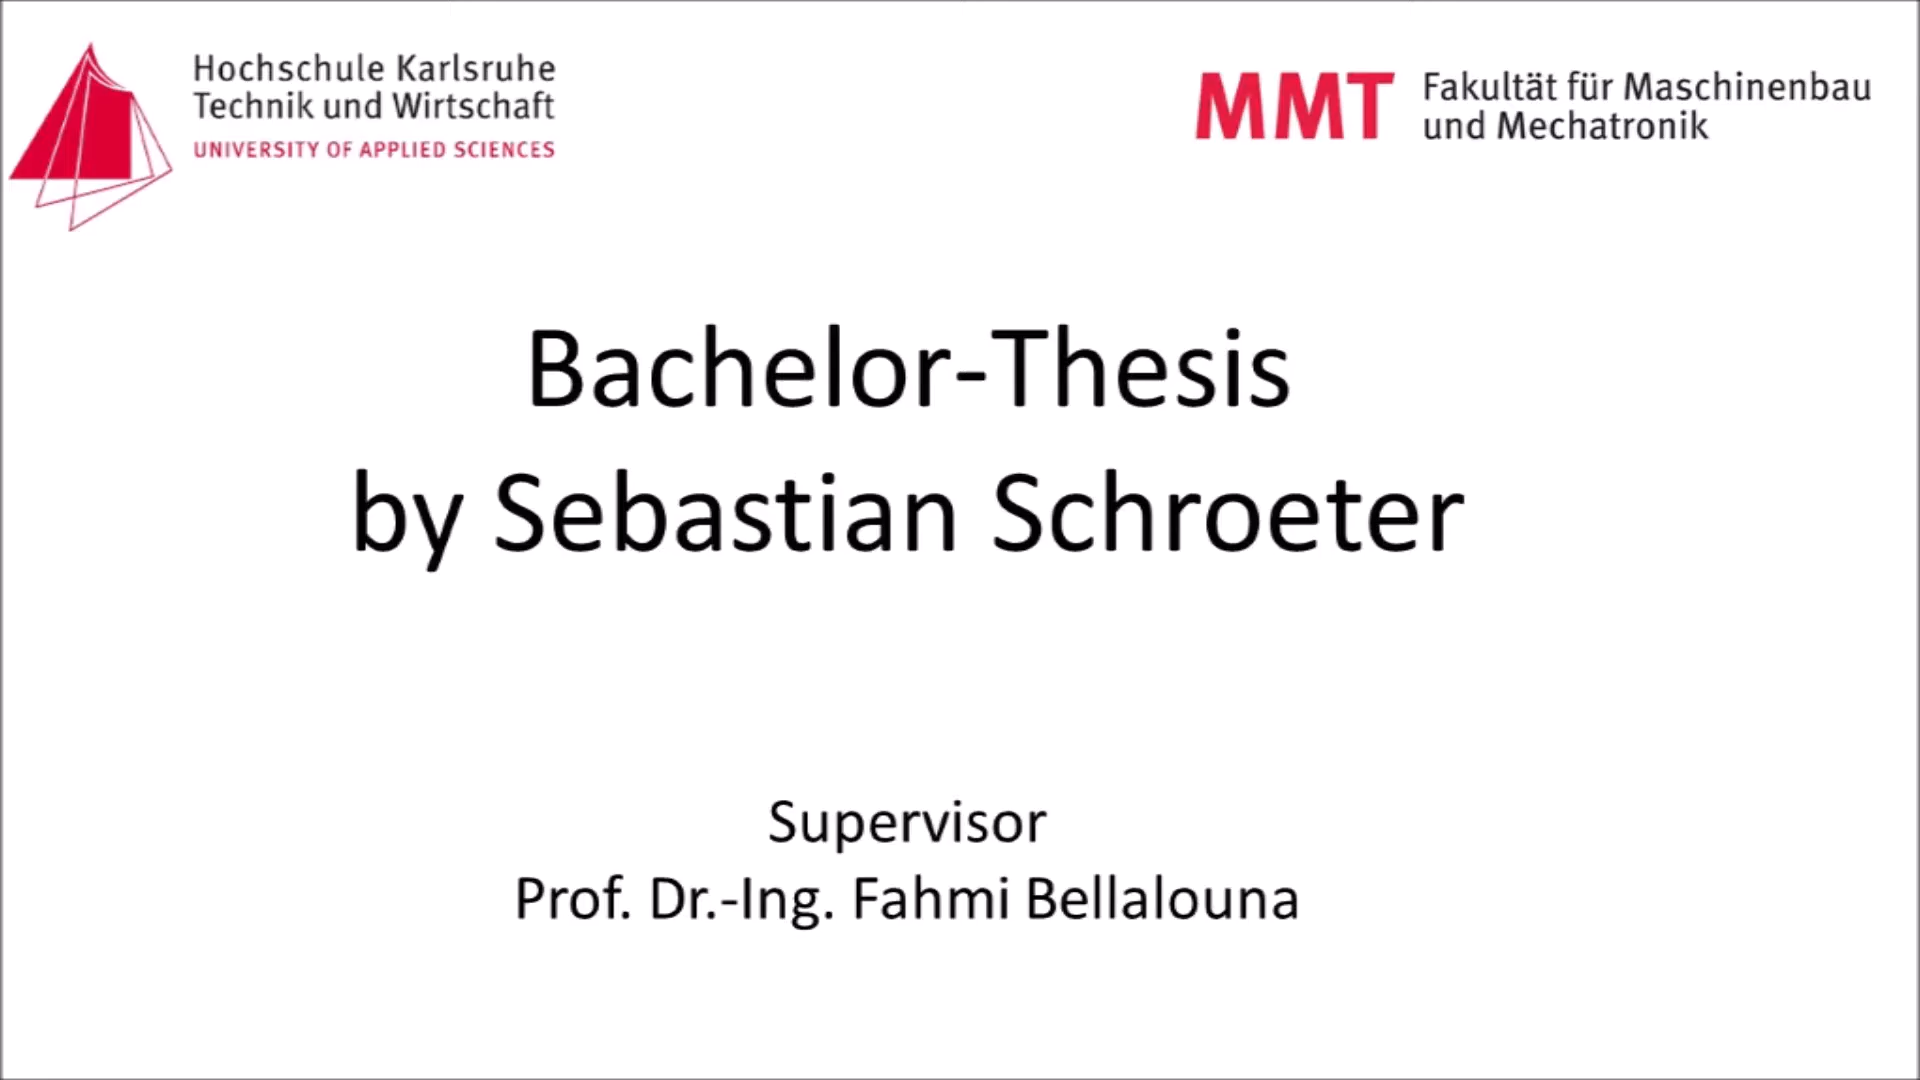 Hochschule Karlsruhe
Technik und Wirtschaft
UNIVERSITY OF APPLIED SCIENCES
MMT
Fakultät für Maschinenbau
und Mechatronik
Bachelor-Thesis
by Sebastian Schroeter
Supervisor
Prof. Dr.-Ing. Fahmi Bellalouna